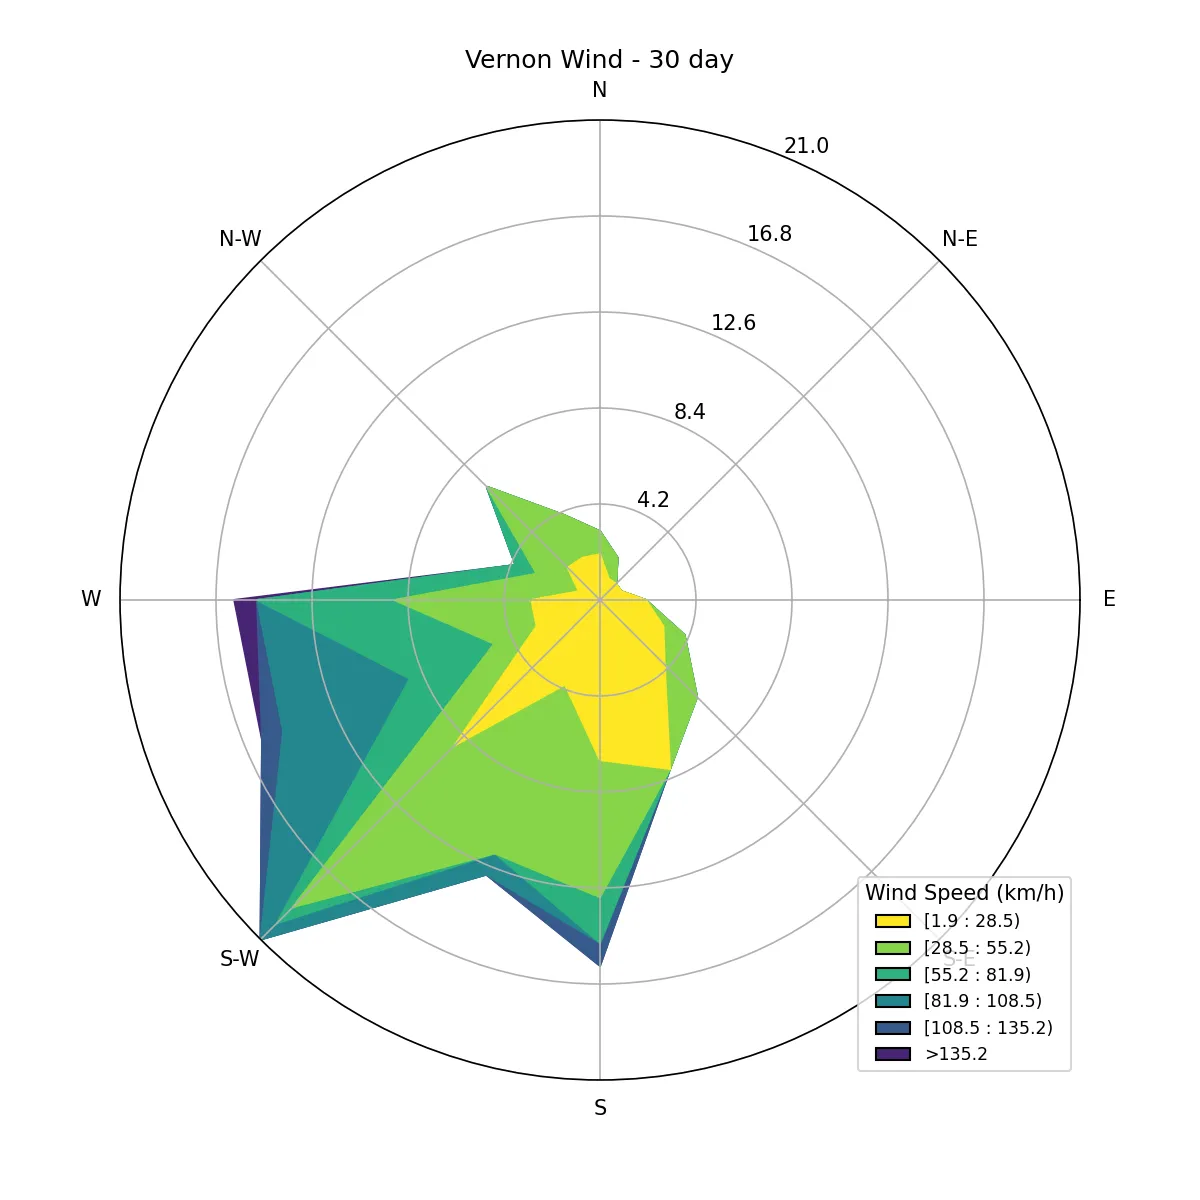 Vernon Wind - 30 day
N
21.0
16.8
N-W
N-E
12.6
8.4
4.2
W
E
Wind Speed (km/h)
[1.9 : 28.5)
[28.5 : 55.2)
S-W
S-E
[55.2 : 81.9)
[81.9 : 108.5)
[108.5 : 135.2)
>135.2
S